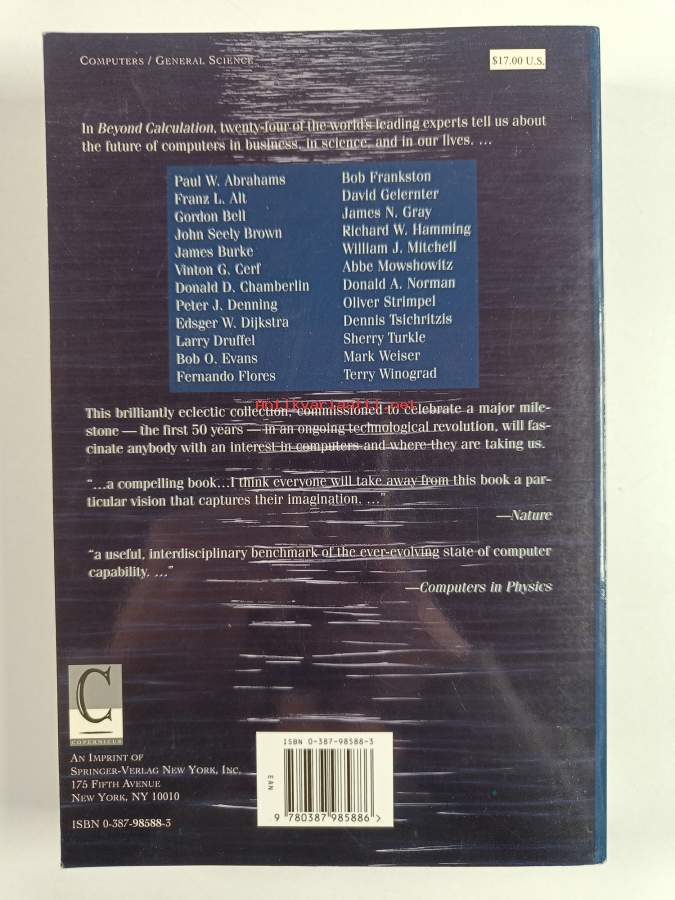 COMPUTERS / GENERAL SCIENCE
$17.00 U.S.
In Beyond Calculation, twenty-four of the world's leading experts tell us about
the future of computers in business, in science, and in our lives. ...
Paul W. Abrahams
Franz L. Alt
Gordon Bell
John Seely Brown
James Burke
Vinton G. Cerf
Donald D. Chamberlin
Peter J. Denning
Edsger W. Dijkstra
Larry Druffel
Bob O. Evans
Fernando Flores
Bob Frankston
David Gelernter
James N. Gray
Richard W. Hamming
William J. Mitchell
Abbe Mowshowitz
Donald A. Norman
Oliver Strimpel
Dennis Tsichritzis
Sherry Turkle
Mark Weiser
Terry Winograd
This brilliantly eclectic collection, commissioned to celebrate a major mile-
stone — the first 50 years — in an ongoing technological revolution, will fas-
cinate anybody with an interest in computers and where they are taking us.
"...a compelling book...I think everyone will take away from this book a par-
ticular vision that captures their imagination. ..."
—Nature
"a useful, interdisciplinary benchmark of the ever-evolving state of computer
capability. ..."
—Computers in Physics
C
COPERNICUS
AN IMPRINT OF
SPRINGER-VERLAG NEW YORK, INC.
175 FIFTH AVENUE
NEW YORK, NY 10010
ISBN 0-387-98588-3
ISBN 0-387-98588-3
EAN
9 780387 985886 >